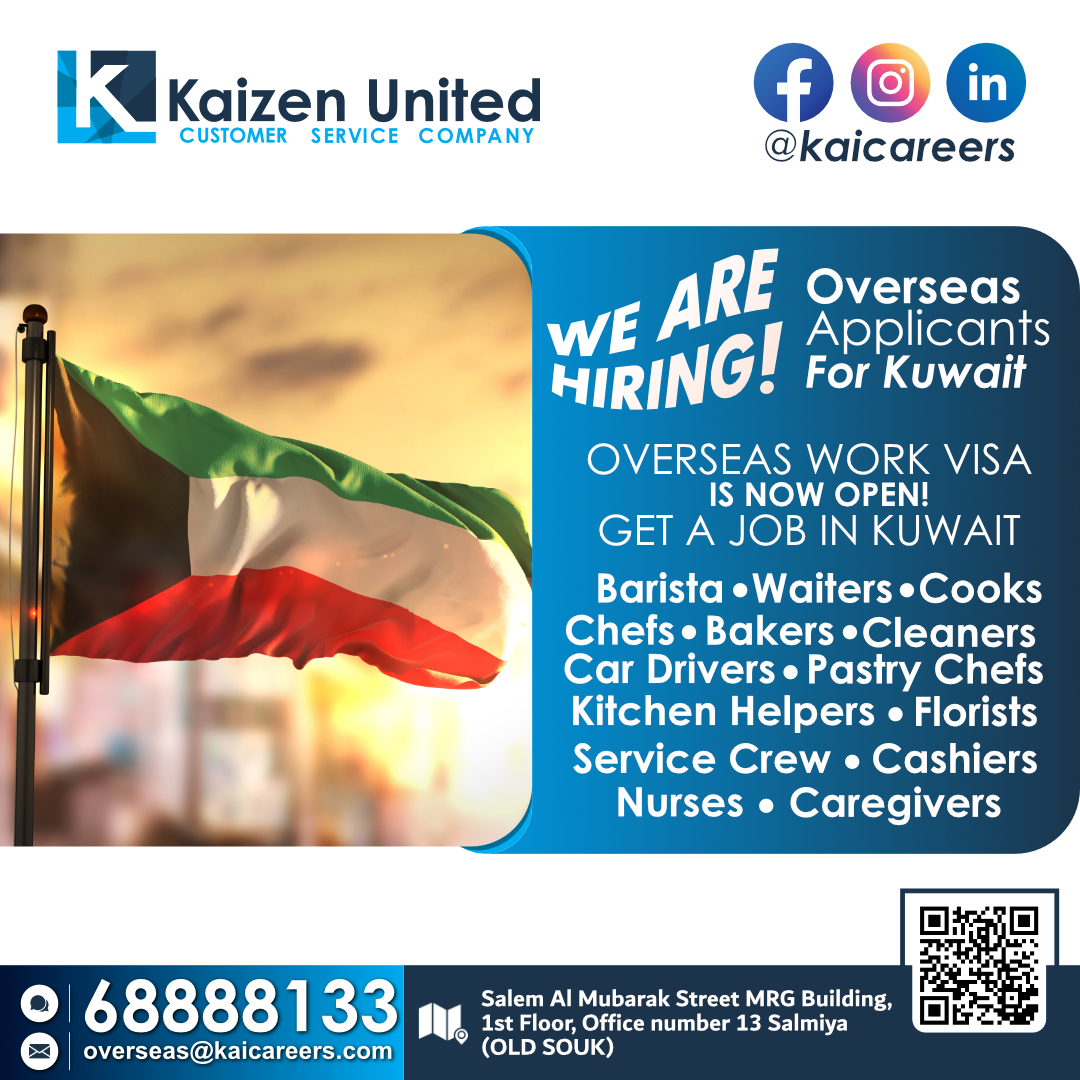 K
Kaizen United
CUSTOMER SERVICE COMPANY
f
in
@kaicareers
WE ARE
HIRING!
Overseas
Applicants
For Kuwait
OVERSEAS WORK VISA
IS NOW OPEN!
GET A JOB IN KUWAIT
Barista • Waiters • Cooks
Chefs • Bakers • Cleaners
Car Drivers • Pastry Chefs
Kitchen Helpers • Florists
Service Crew • Cashiers
Nurses • Caregivers
68888133
overseas@kaicareers.com
Salem Al Mubarak Street MRG Building,
1st Floor, Office number 13 Salmiya
(OLD SOUK)